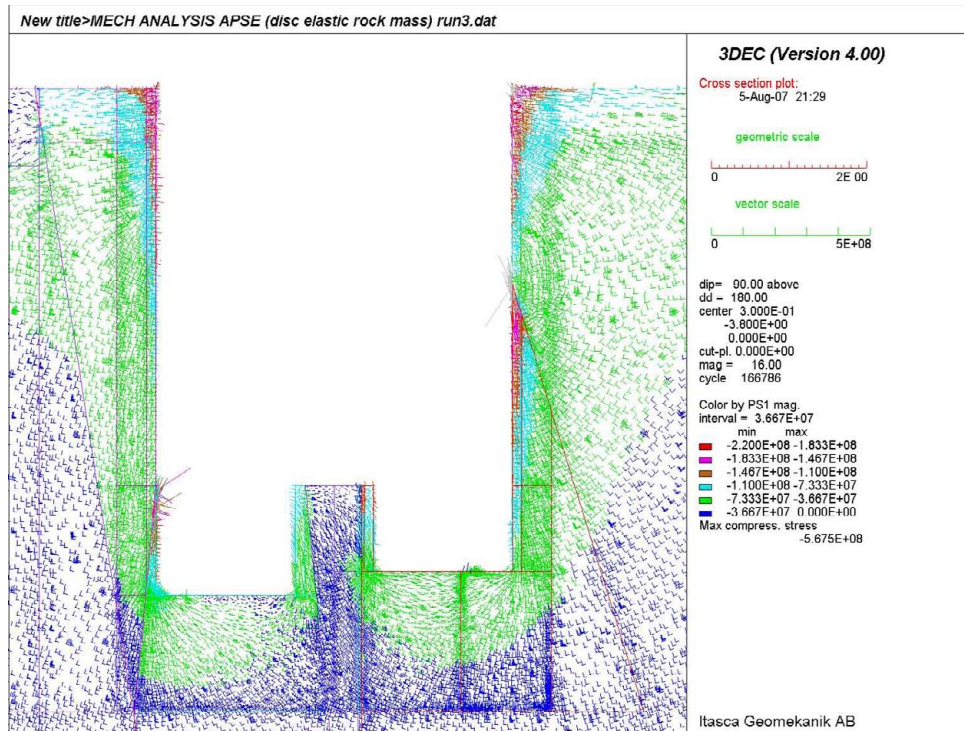 New title>MECH ANALYSIS APSE (disc elastic rock mass) run3.dat
3DEC (Version 4.00)
Cross section plot:
5-Aug-07 21:29
geometric scale
0 2E 00
vector scale
0 5E+08
dip= 90.00 above
dd = 180.00
center 3.000E-01
-3.800E+00
0.000E+00
cut-pl. 0.000E+00
mag = 16.00
cycle 166786
Color by PS1 mag.
interval = 3.667E+07
min max
-2.200E+08 -1.833E+08
-1.833E+08 -1.467E+08
-1.467E+08 -1.100E+08
-1.100E+08 -7.333E+07
-7.333E+07 -3.667E+07
-3.667E+07 0.000E+00
Max compress. stress
-5.675E+08
Itasca Geomekanik AB